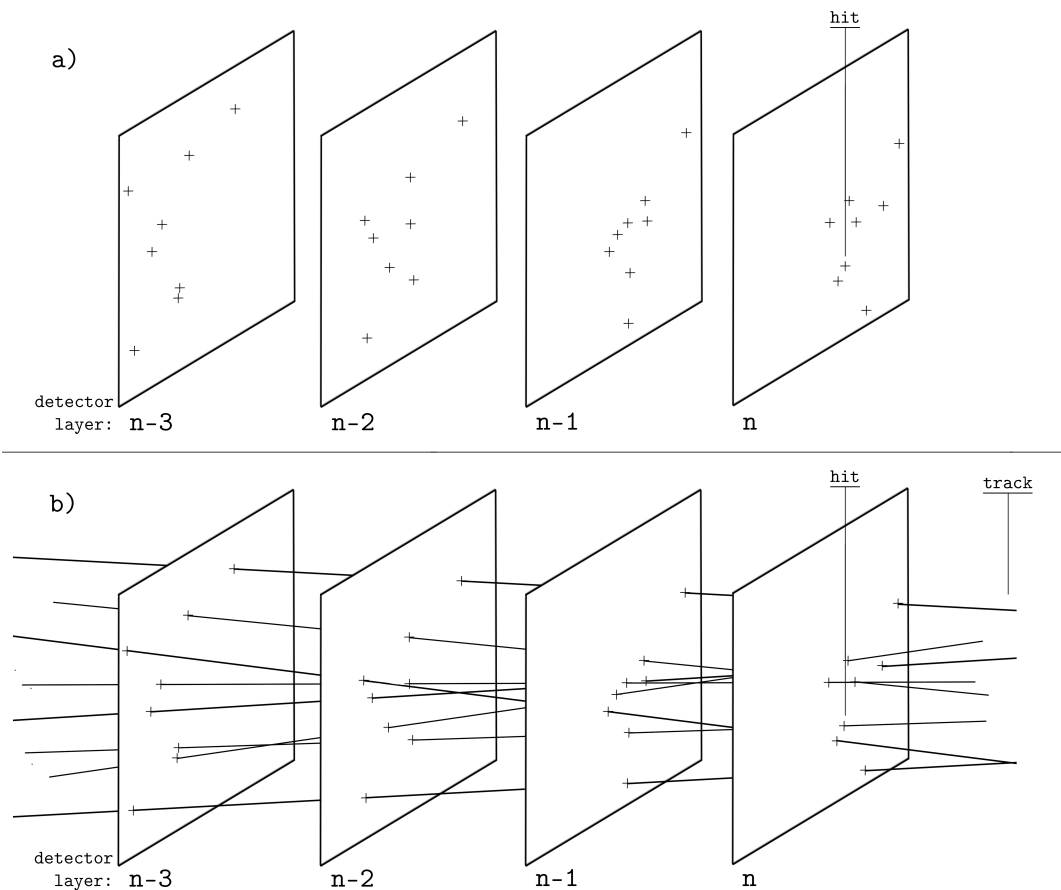 hit
a)
detector
layer: n-3 n-2 n-1 n
hit
track
b)
detector
layer: n-3 n-2 n-1 n